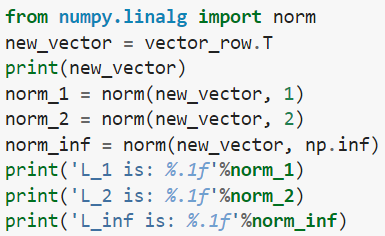 from numpy.linalg import norm
new_vector = vector_row.T
print(new_vector)
norm_1 = norm(new_vector, 1)
norm_2 = norm(new_vector, 2)
norm_inf = norm(new_vector, np.inf)
print('L_1 is: %.1f'%norm_1)
print('L_2 is: %.1f'%norm_2)
print('L_inf is: %.1f'%norm_inf)